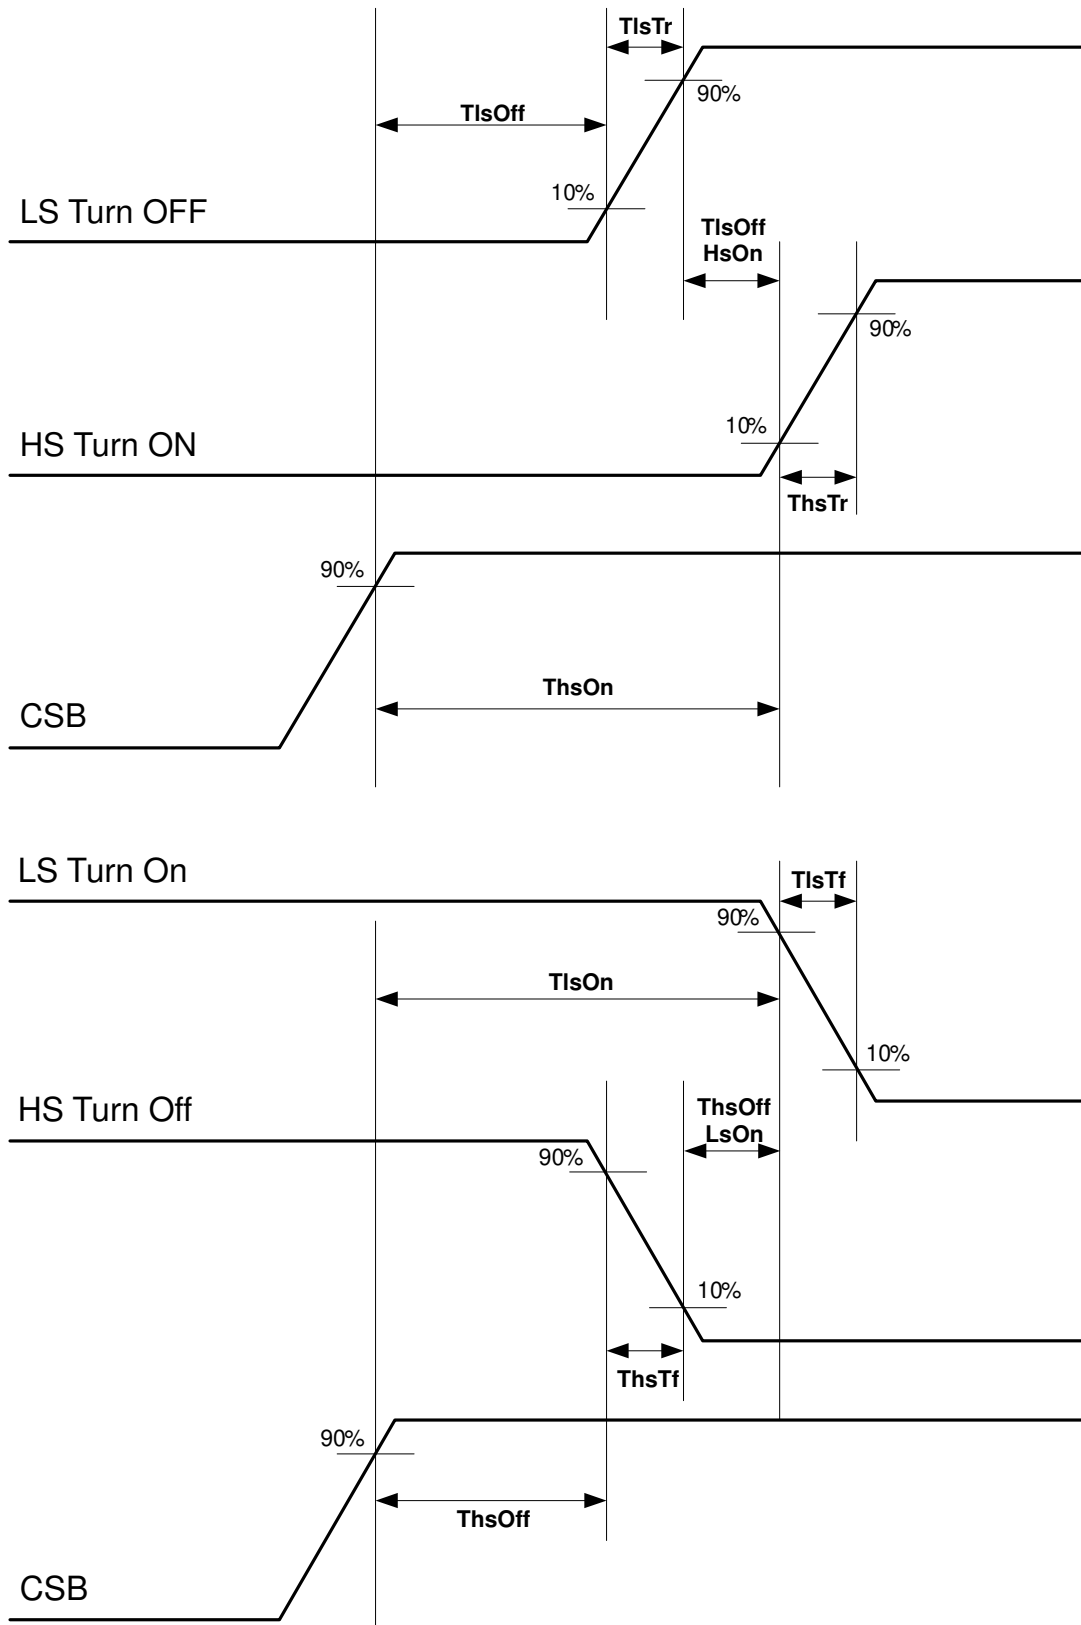 TlsTr
90%
TlsOff
10%
LS Turn OFF
TlsOff
HsOn
90%
10%
HS Turn ON
ThsTr
90%
ThsOn
CSB
LS Turn On
TlsTf
90%
TlsOn
10%
HS Turn Off
ThsOff
LsOn
90%
10%
ThsTf
90%
ThsOff
CSB